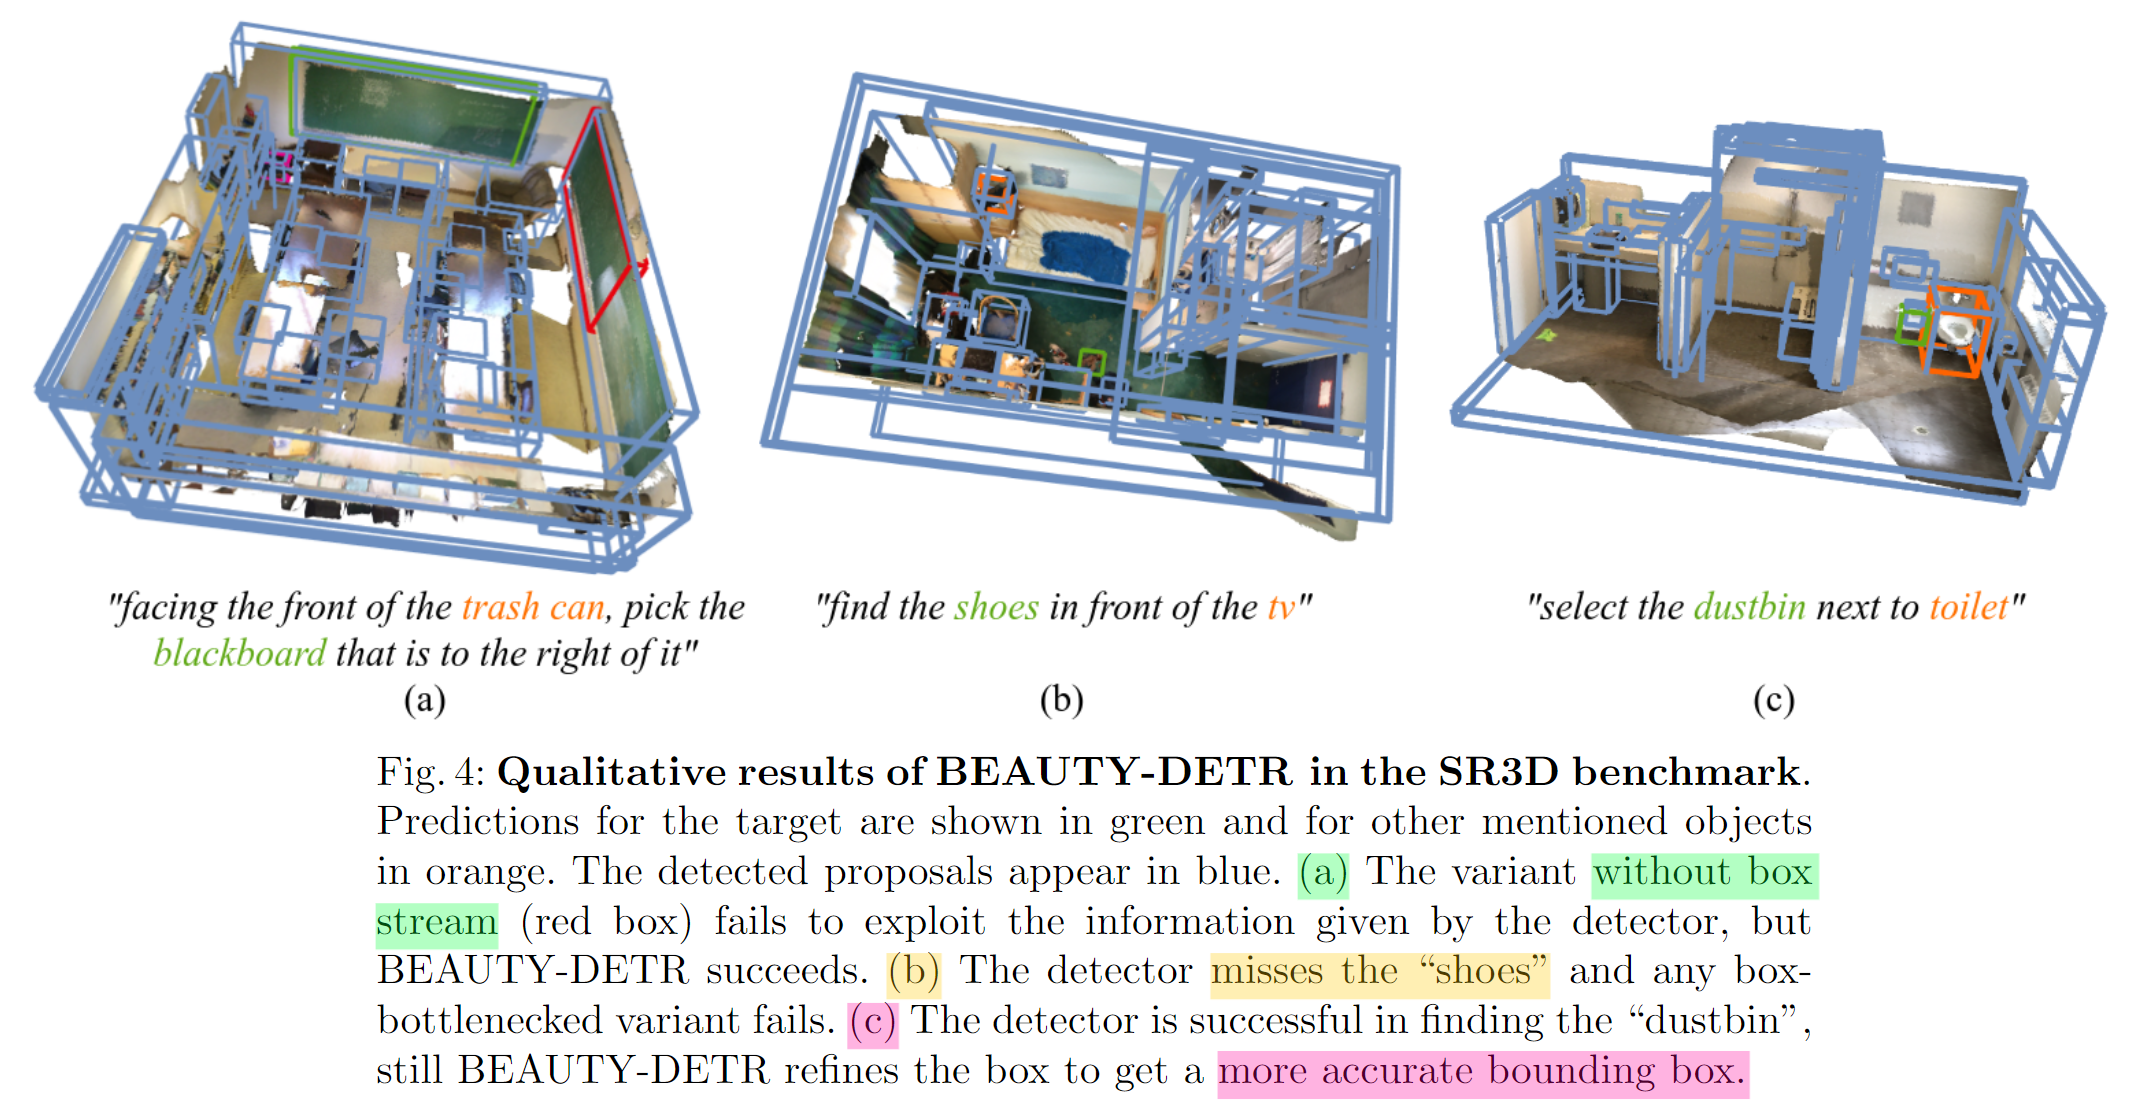 "facing the front of the trash can, pick the
blackboard that is to the right of it"
(a)
"find the shoes in front of the tv"
(b)
"select the dustbin next to toilet"
(c)
Fig. 4: Qualitative results of BEAUTY-DETR in the SR3D benchmark.
Predictions for the target are shown in green and for other mentioned objects
in orange. The detected proposals appear in blue. (a) The variant without box
stream (red box) fails to exploit the information given by the detector, but
BEAUTY-DETR succeeds. (b) The detector misses the “shoes” and any box-
bottlenecked variant fails. (c) The detector is successful in finding the “dustbin”,
still BEAUTY-DETR refines the box to get a more accurate bounding box.